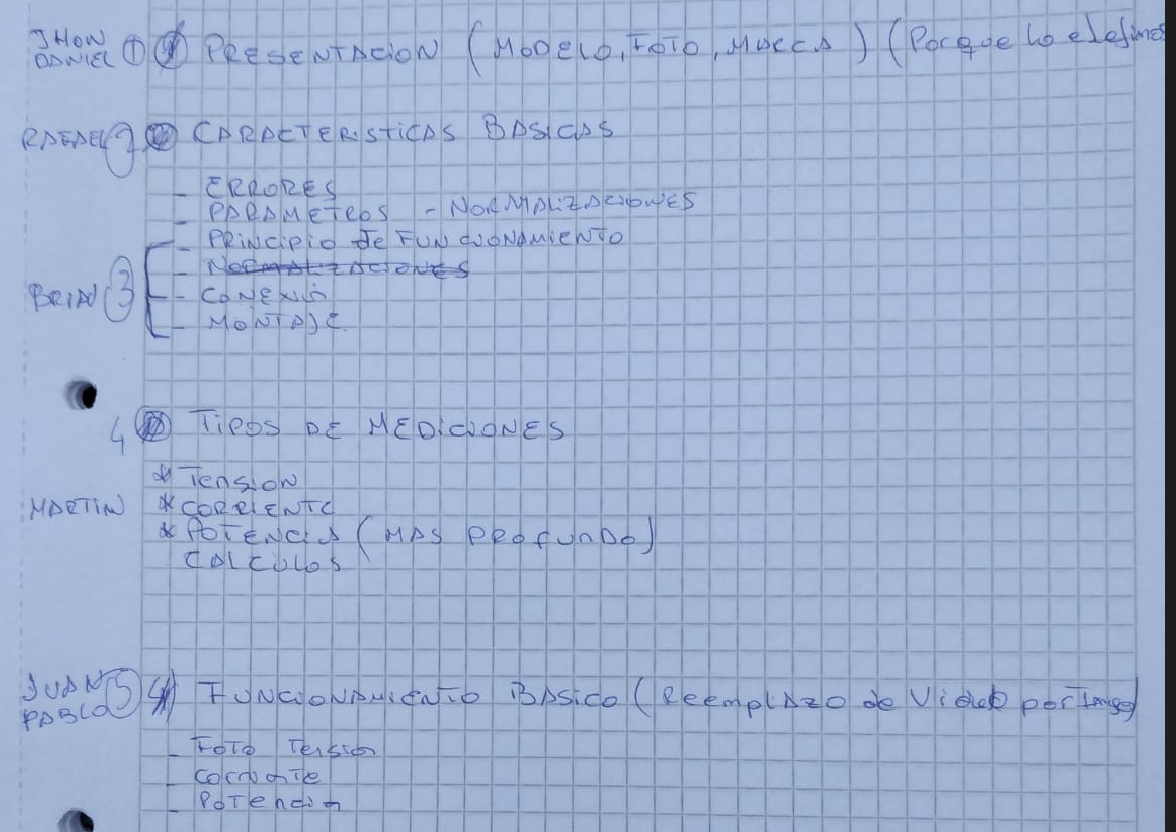 JHON
DANIEL ① PRESENTACION (MODELO, FOTO, MARCA) (Porque lo elefimos
RAFAEL 2 CARACTERISTICAS BASICAS
- ERRORES
- PARAMETROS - NORMALIZACIONES
- PRINCIPIO de FUNCIONAMIENTO
- NORMALIZACIONES
BRIAN 3 - CONEXIÓN
- MONTAJE
4 TIPOS DE MEDICIONES
* TENSION
MARTIN * CORRIENTE
* POTENCIA (MAS PROFUNDO)
CALCULOS
JUAN
PABLO 5 FUNCIONAMIENTO BASICO (Reemplazo de Video por
- FOTO Tension
- Corriente
- Potencia